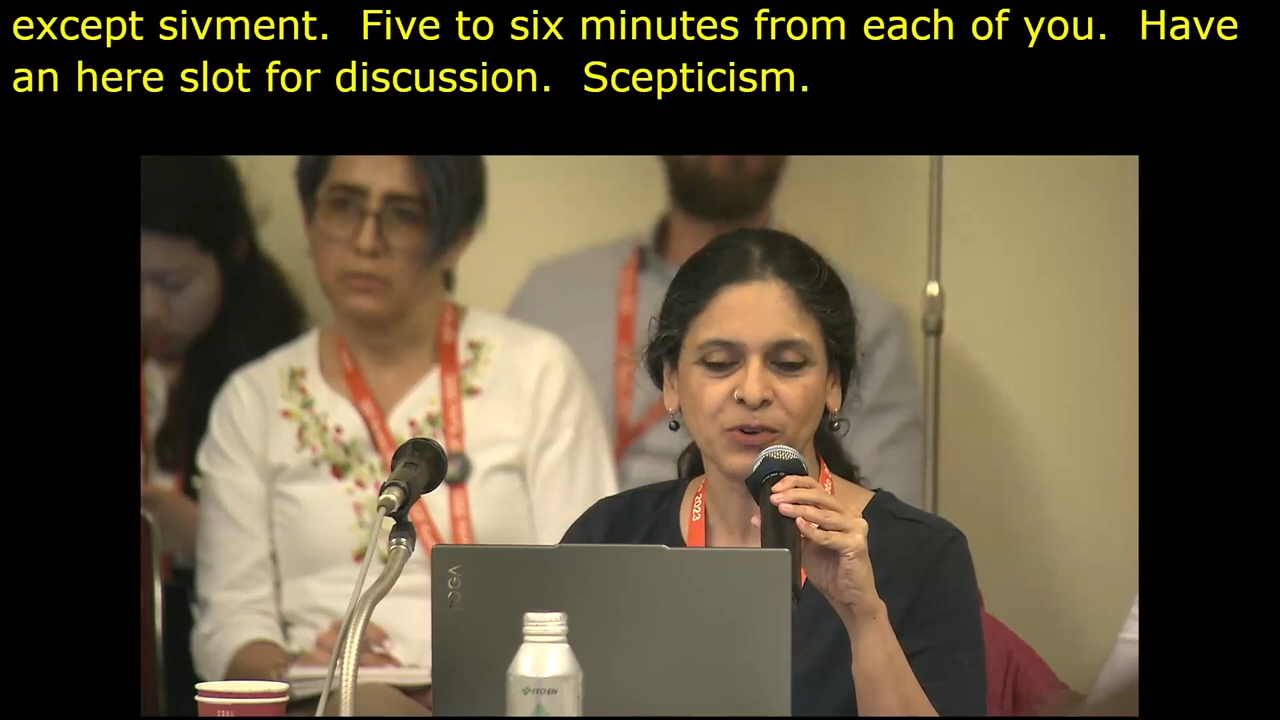 except sivment.  Five to six minutes from each of you.  Have
an here slot for discussion.  Scepticism.
2023
YOGA
ITO EN